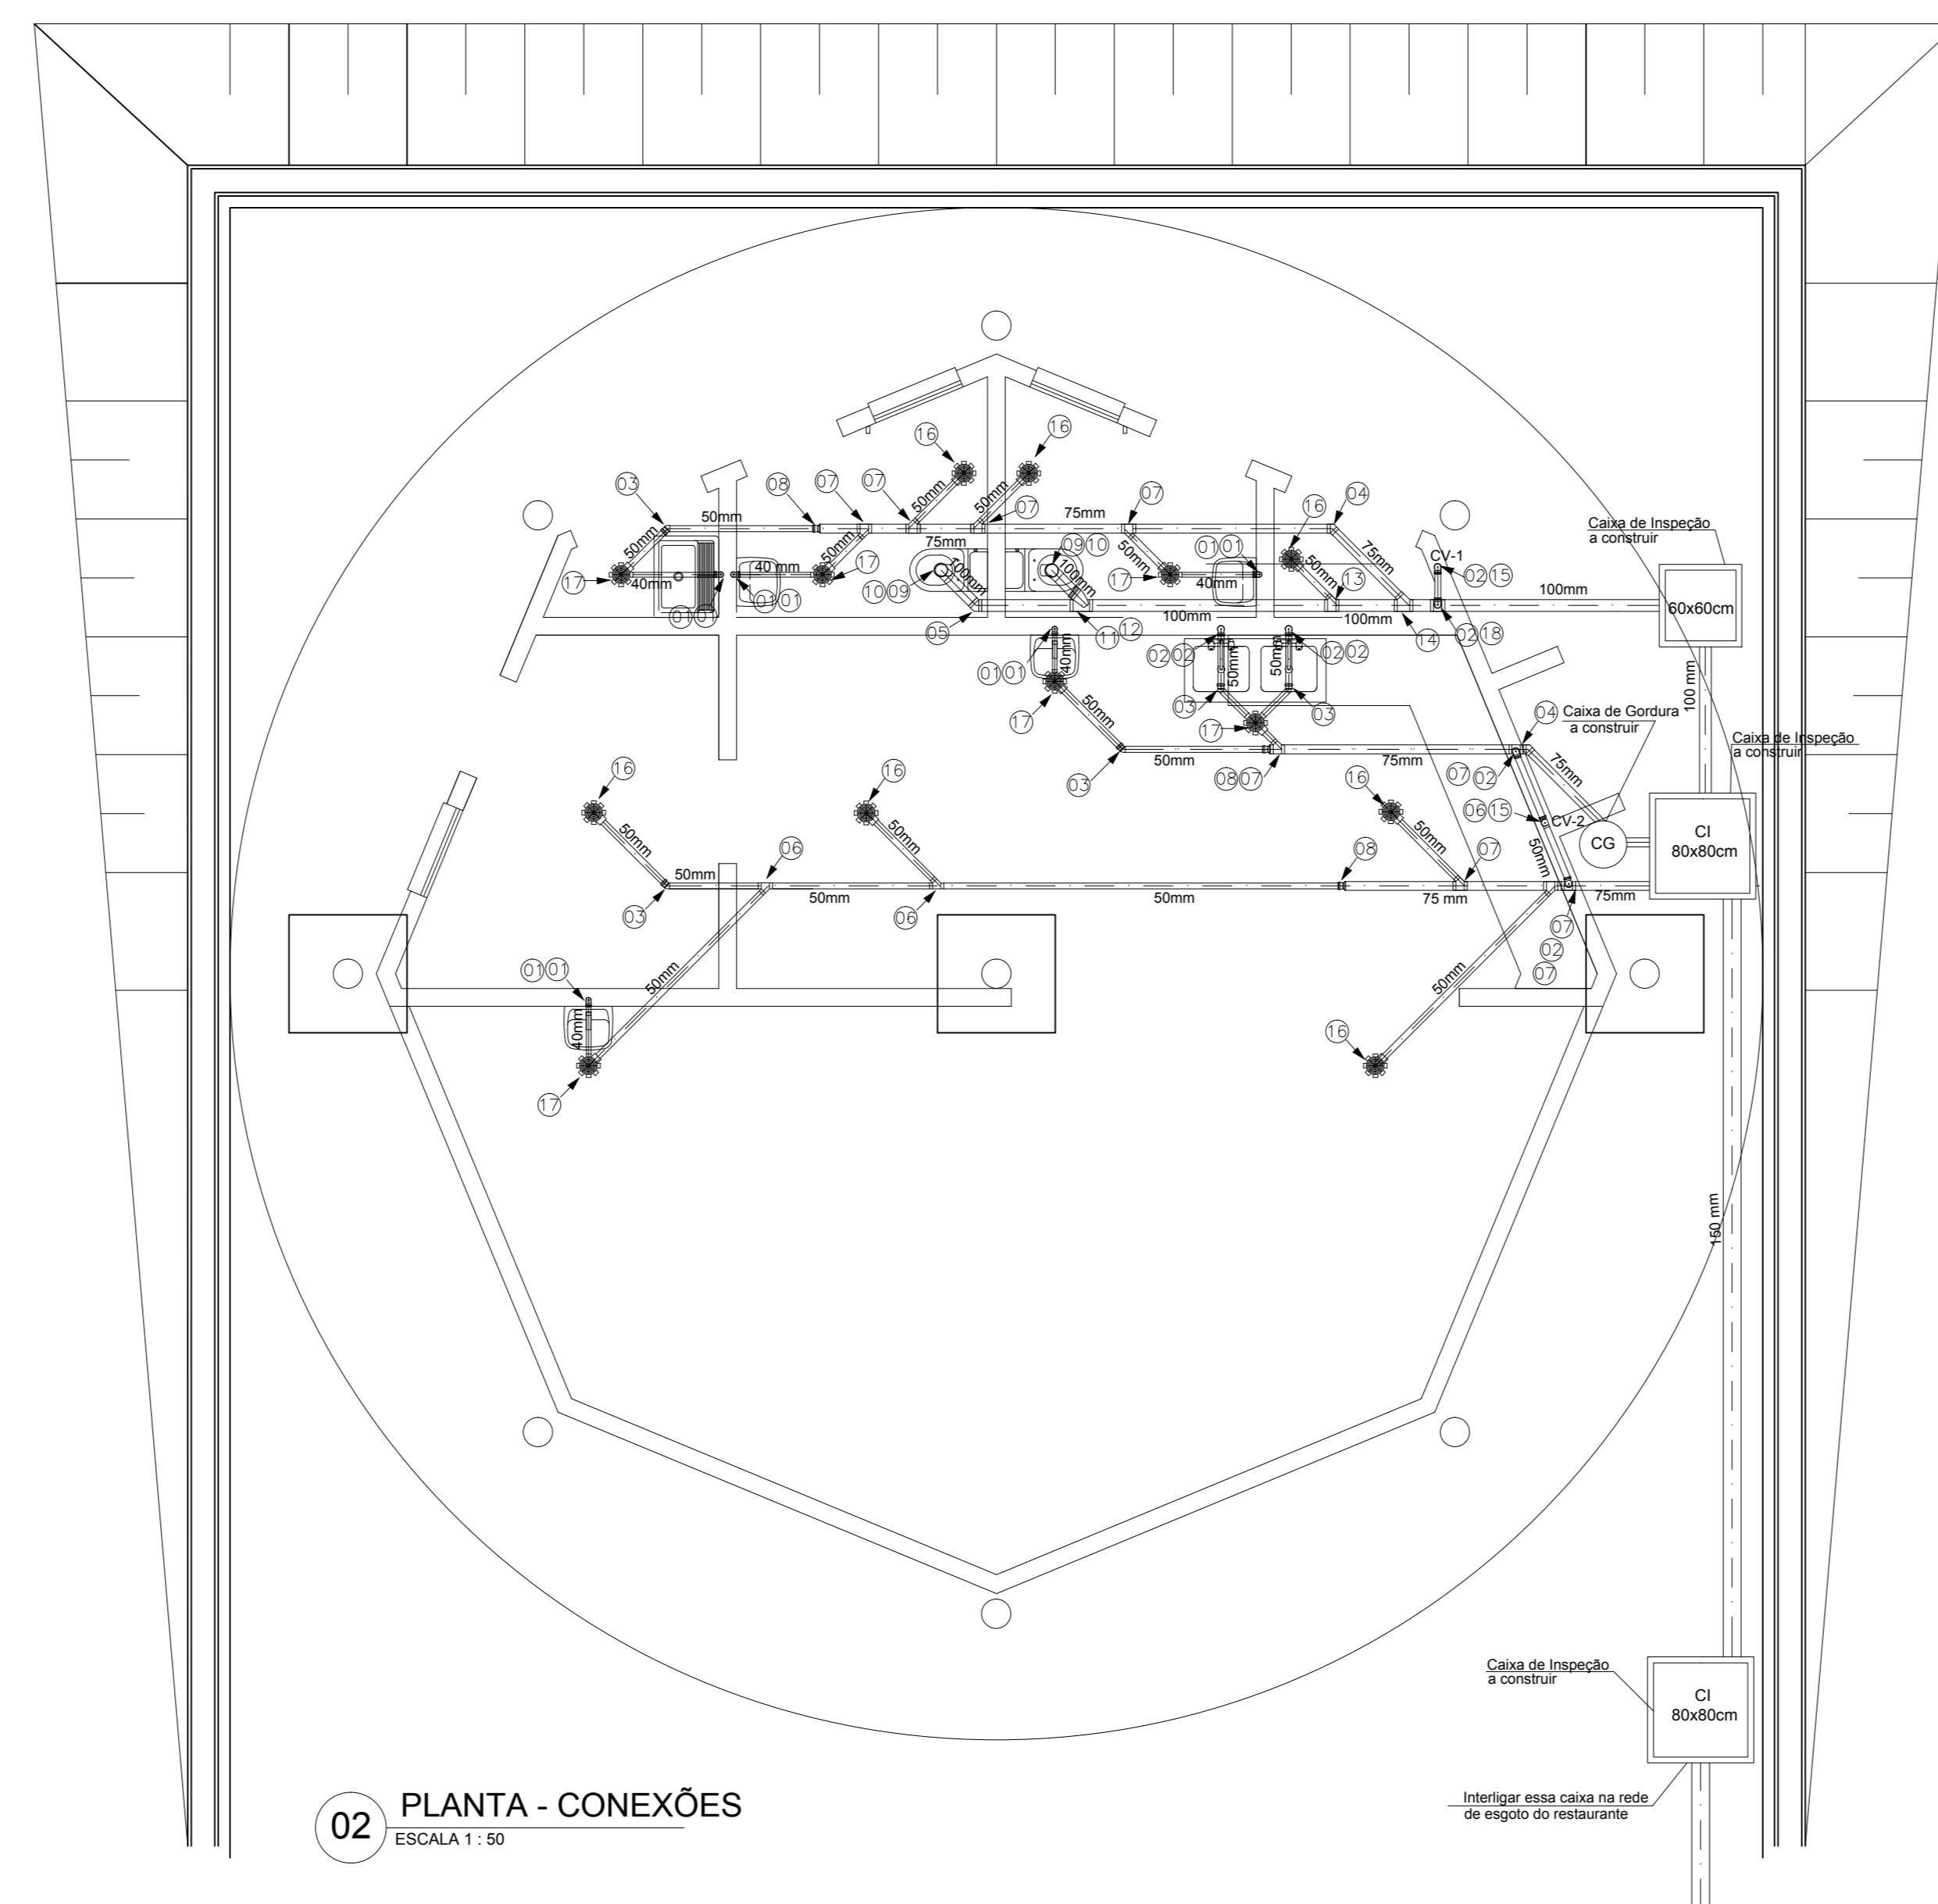 16
16
03
08
07
07
07
07
04
16
50mm
50mm
50mm
75mm
Caixa de Inspeção
a construir
75mm
50mm
50mm
09
10
01
01
50mm
50mm
75mm
CV-1
02
15
17
40mm
40 mm
17
10
09
100mm
100mm
17
40mm
13
100mm
60x60cm
01
01
01
01
05
11
12
100mm
100mm
14
02
18
01
01
40mm
02
02
50mm
50mm
02
02
100 mm
17
50mm
03
17
03
04
Caixa de Gordura
a construir
Caixa de Inspeção
a construir
03
50mm
08
07
75mm
07
02
75mm
16
16
16
06
15
CV-2
50mm
50mm
50mm
50mm
CG
CI
80x80cm
06
08
07
50mm
03
50mm
06
50mm
75 mm
75mm
07
02
07
01
01
50mm
50mm
40mm
16
17
150 mm
Caixa de Inspeção
a construir
CI
80x80cm
Interligar essa caixa na rede
de esgoto do restaurante
02
PLANTA - CONEXÕES
ESCALA 1 : 50